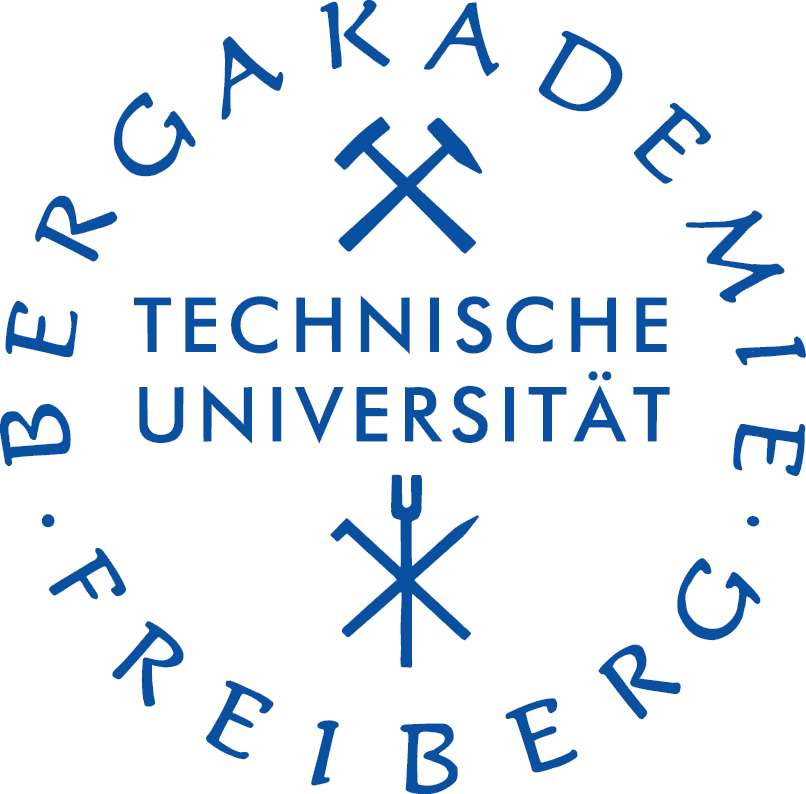 BERGAKADEMIE
TECHNISCHE
UNIVERSITÄT
· FREIBERG ·